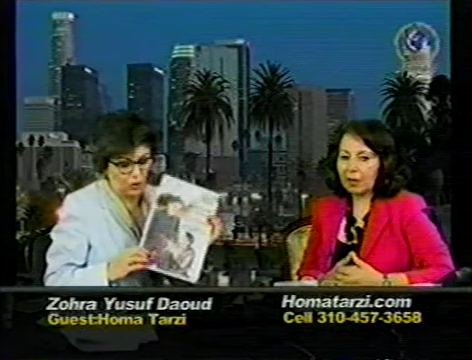 Zohra Yusuf Daoud
Guest:Homa Tarzi
Homatarzi.com
Cell 310-457-3658